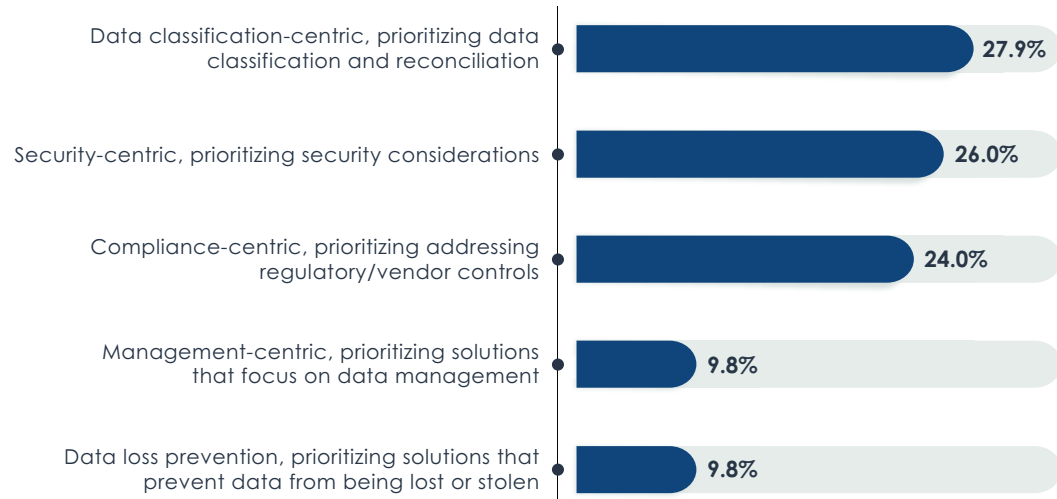 Data classification-centric, prioritizing data
classification and reconciliation
27.9%
Security-centric, prioritizing security considerations
26.0%
Compliance-centric, prioritizing addressing
regulatory/vendor controls
24.0%
Management-centric, prioritizing solutions
that focus on data management
9.8%
Data loss prevention, prioritizing solutions that
prevent data from being lost or stolen
9.8%